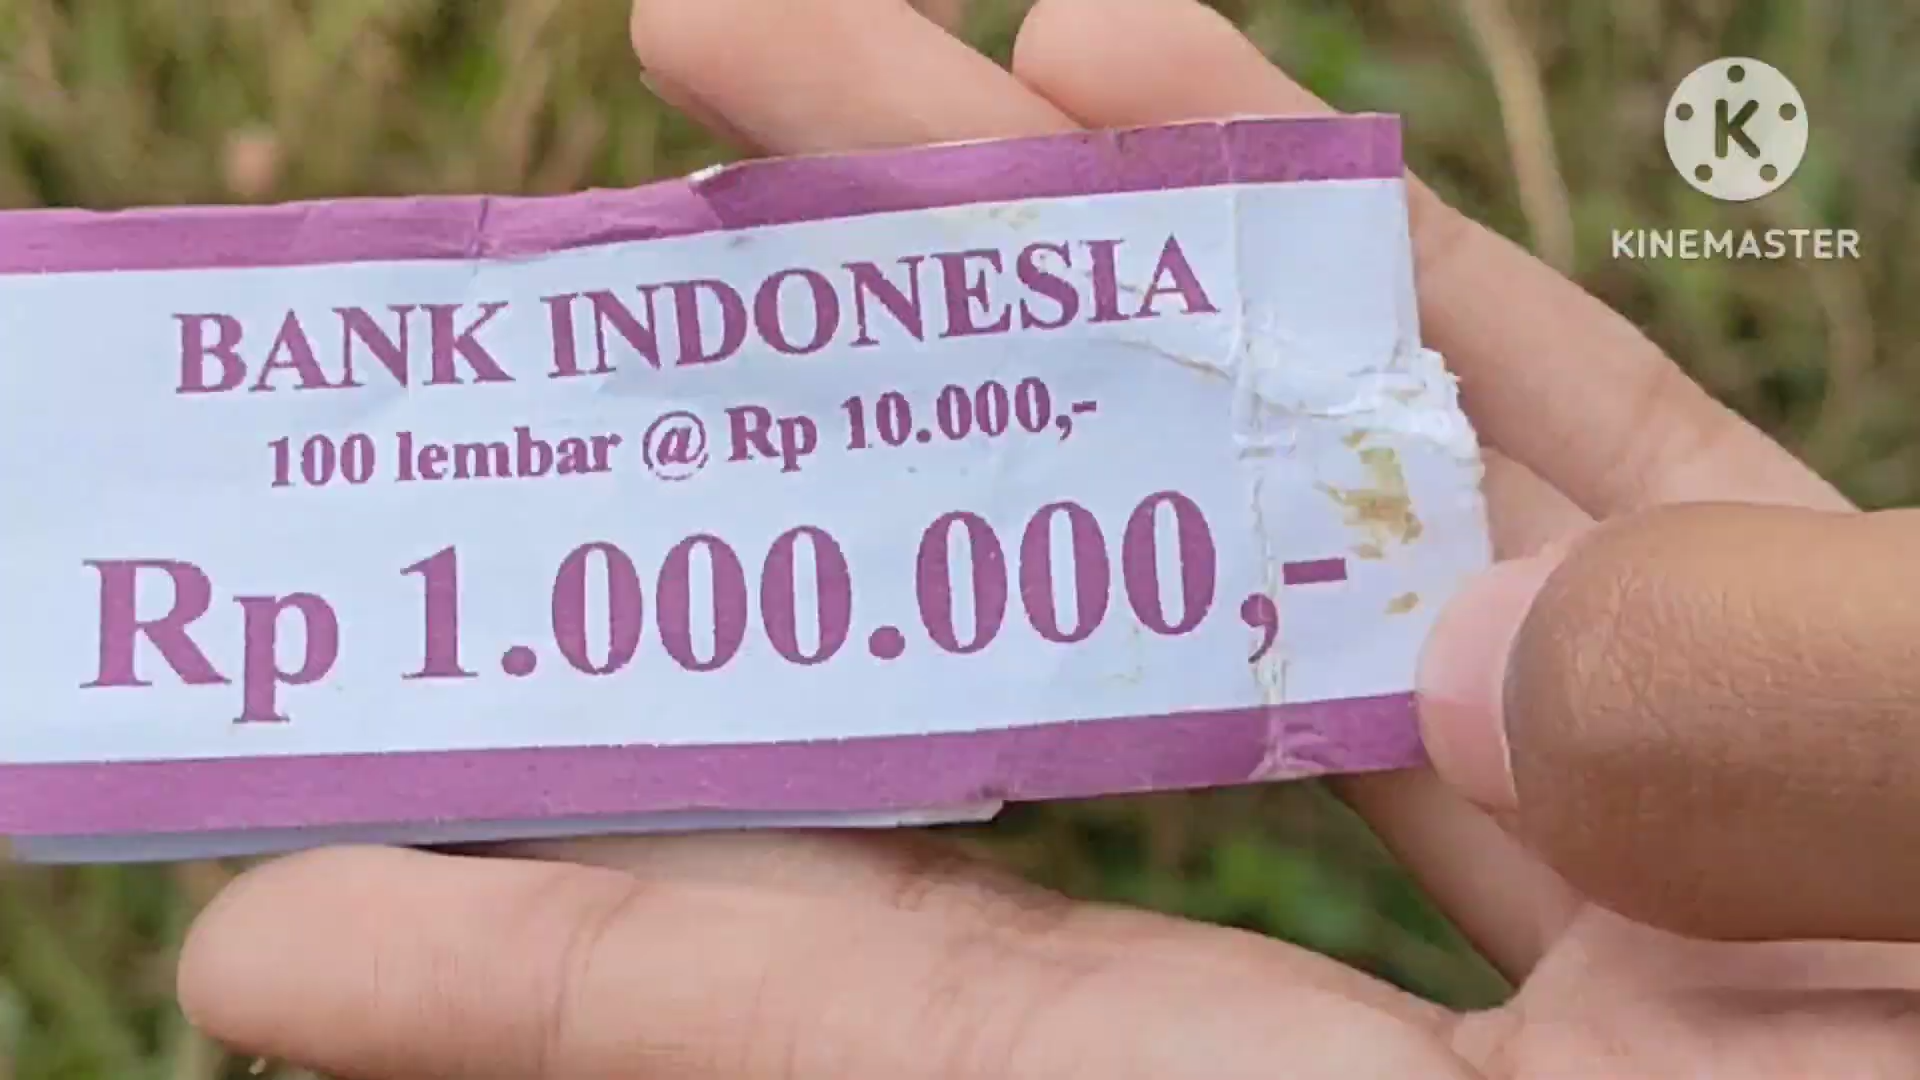 BANK INDONESIA
100 lembar @ Rp 10.000,-
Rp 1.000.000,-
K
KINEMASTER